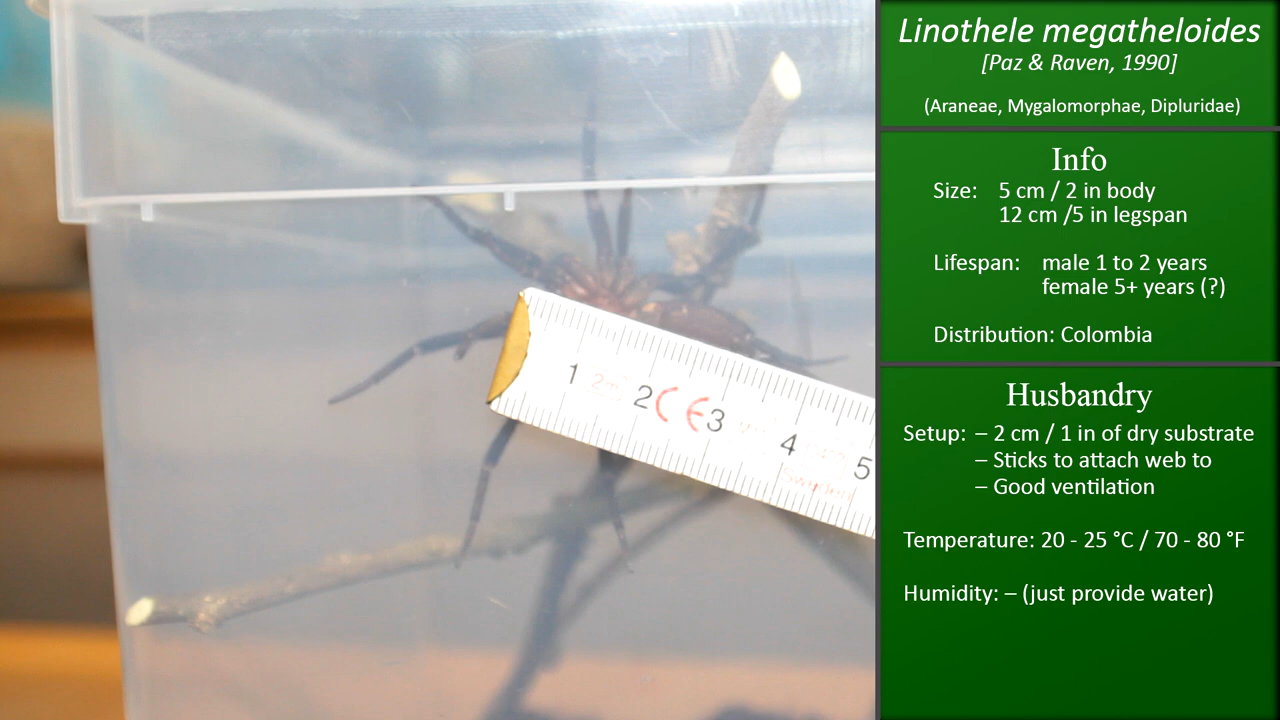 Linothele megatheloides
[Paz & Raven, 1990]
(Araneae, Mygalomorphae, Dipluridae)
Info
Size: 5 cm / 2 in body
12 cm /5 in legspan
Lifespan: male 1 to 2 years
female 5+ years (?)
Distribution: Colombia
Husbandry
Setup: – 2 cm / 1 in of dry substrate
– Sticks to attach web to
– Good ventilation
Temperature: 20 - 25 °C / 70 - 80 °F
Humidity: – (just provide water)
1 2m 2 CE 3 4 5
Sweden